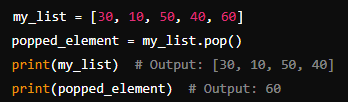 my_list = [30, 10, 50, 40, 60]
popped_element = my_list.pop()
print(my_list)  # Output: [30, 10, 50, 40]
print(popped_element)  # Output: 60